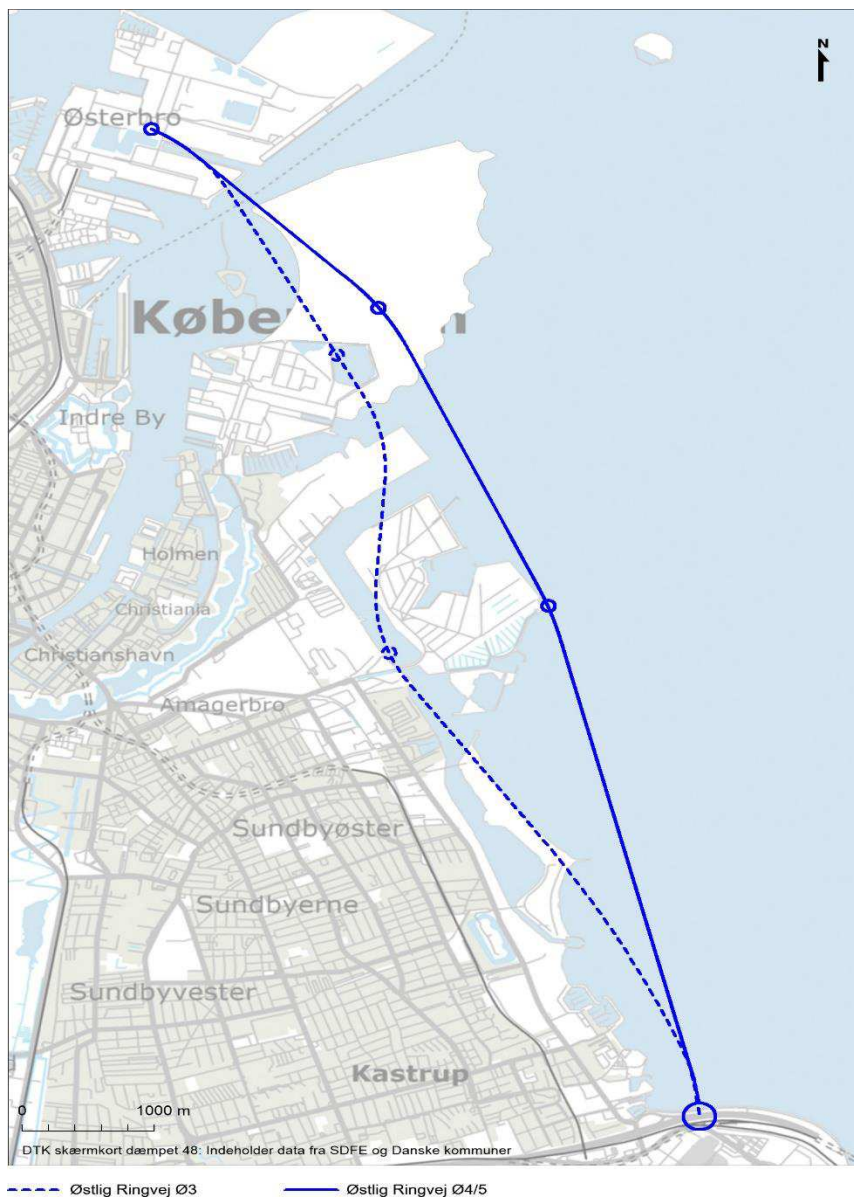 N
Østerbro
København
Indre By
Holmen
Christiania
Christianshavn
Amagerbro
Sundbyøster
Sundbyerne
Sundbyvester
Kastrup
0 1000 m
DTK skærmkort dæmpet 48: Indeholder data fra SDFE og Danske kommuner
Østlig Ringvej Ø3 Østlig Ringvej Ø4/5